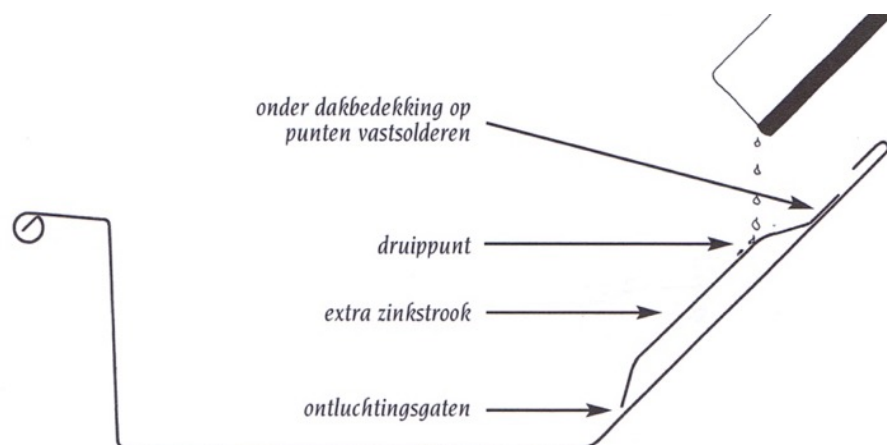 onder dakbedekking op
punten vastsolderen
druippunt
extra zinkstrook
ontluchtingsgaten